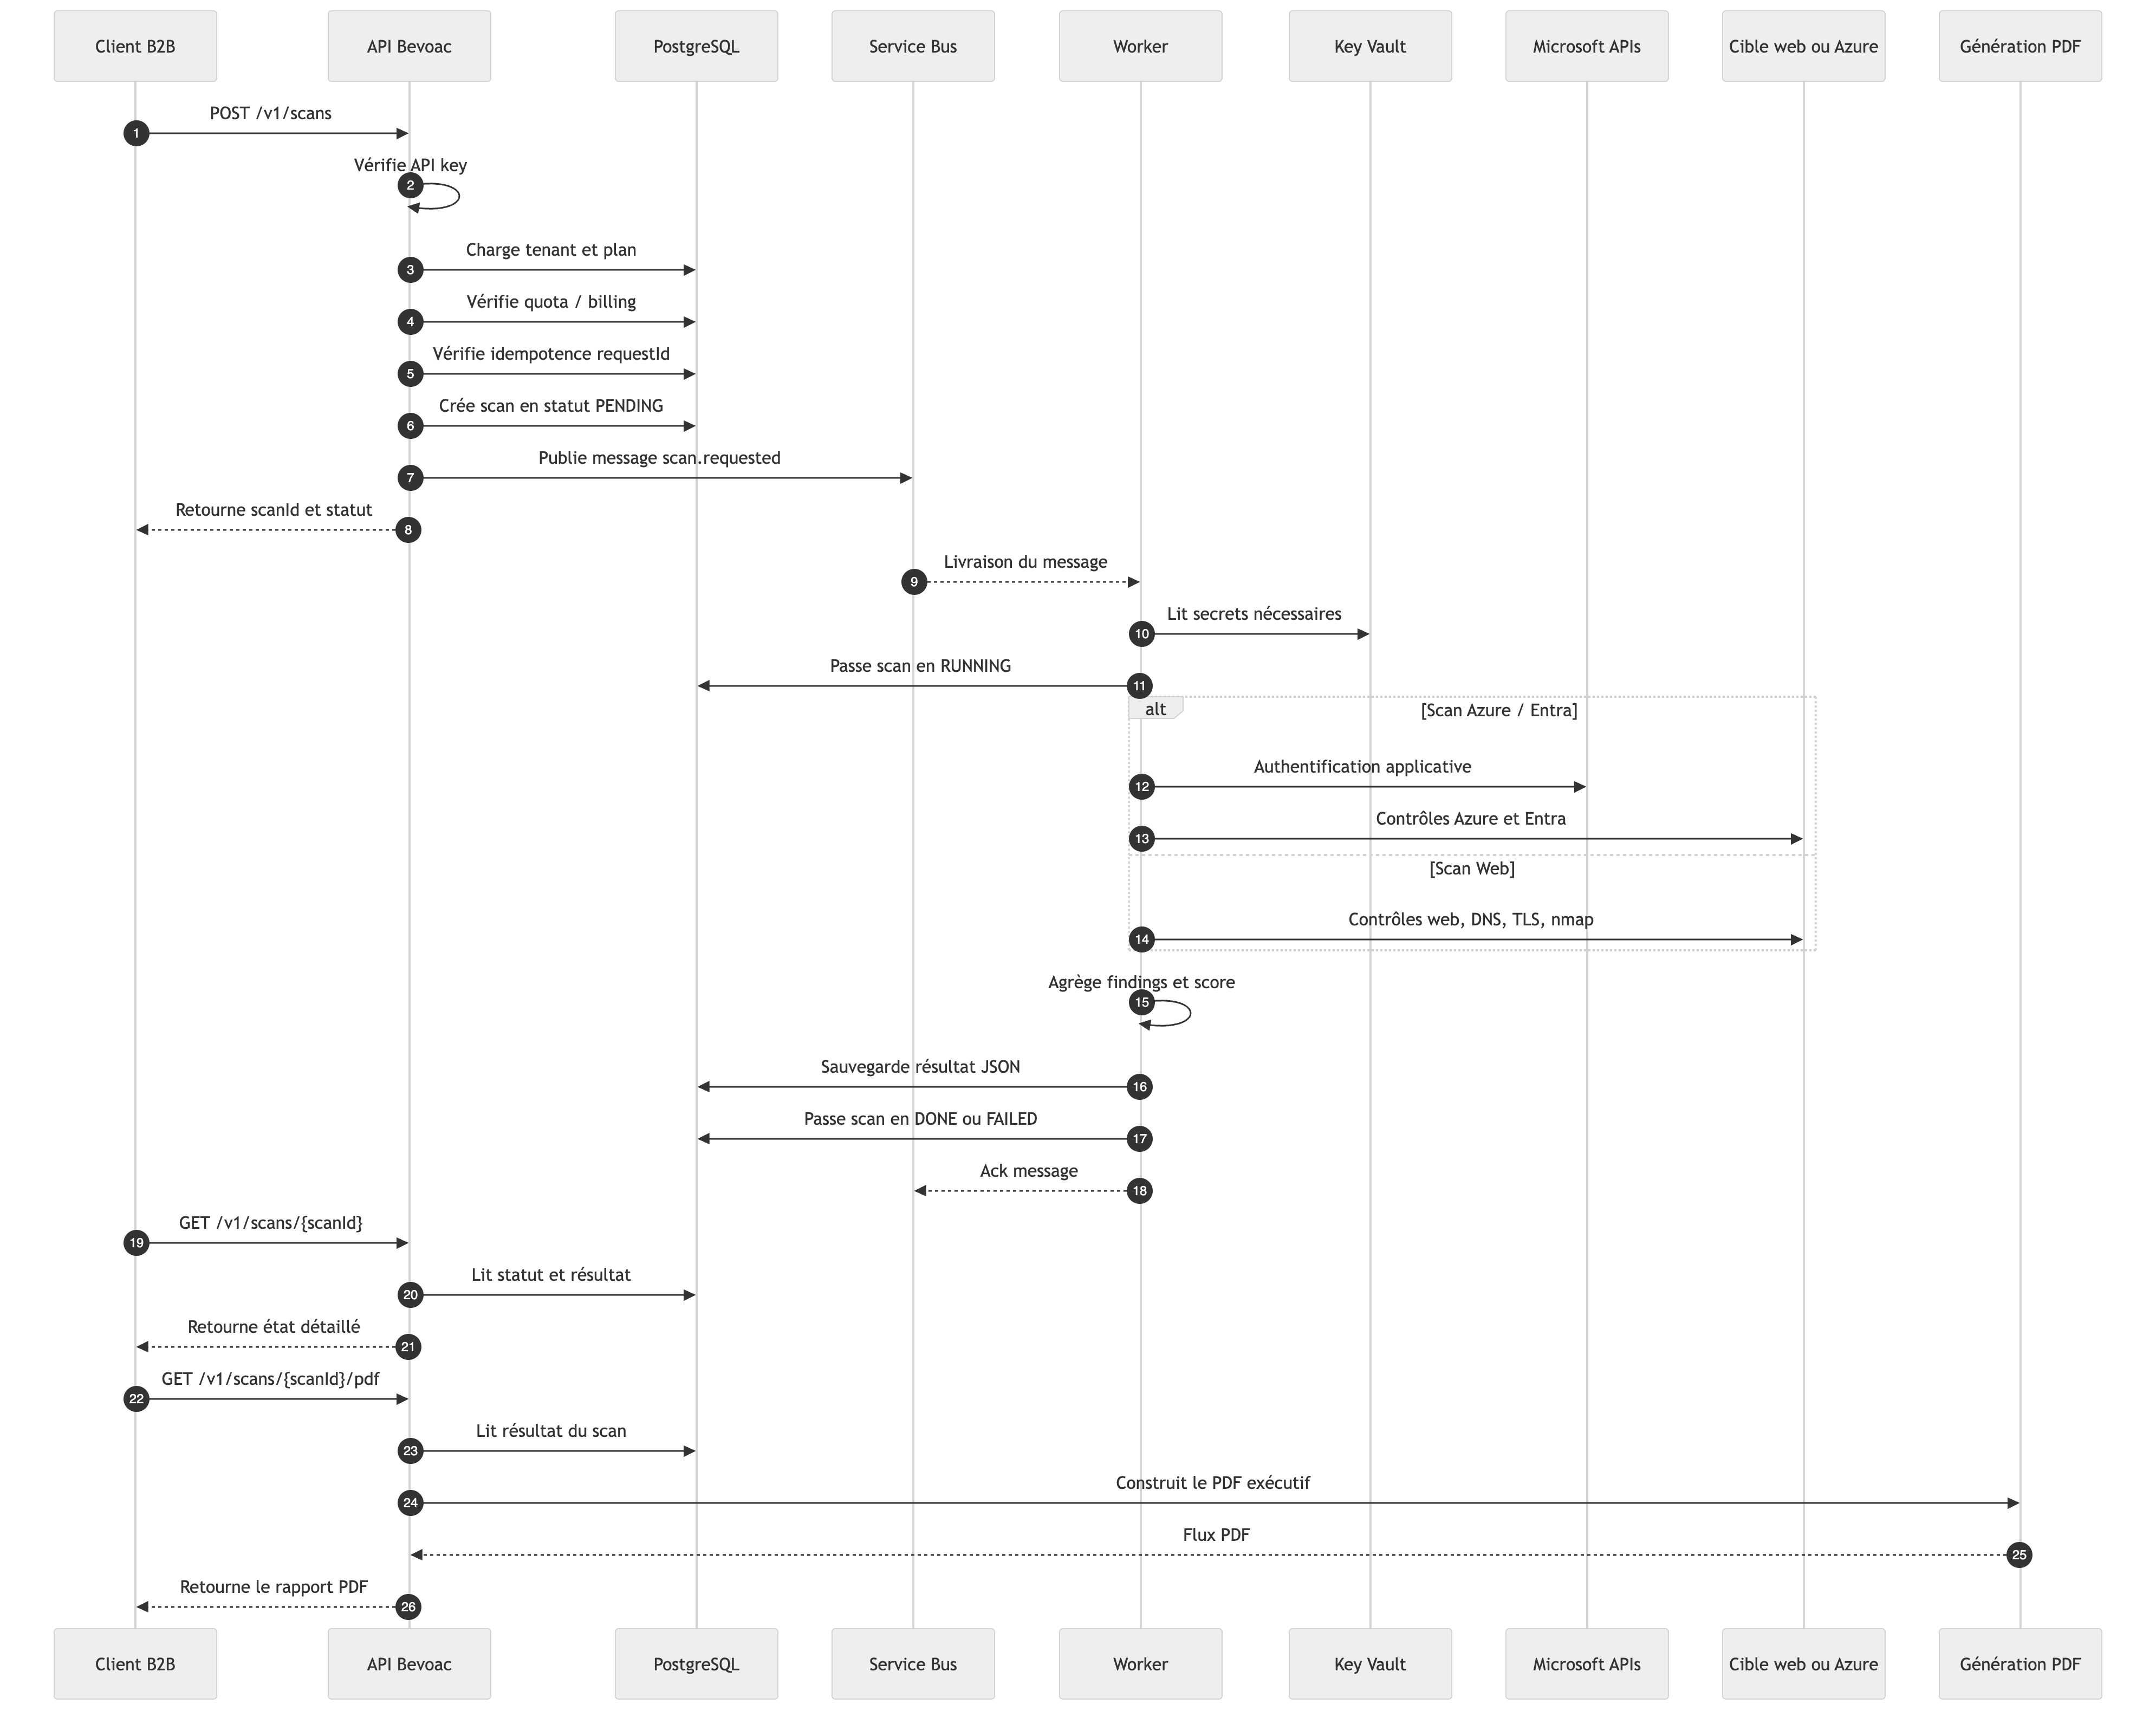 Client B2B
API Bevoac
PostgreSQL
Service Bus
Worker
Key Vault
Microsoft APIs
Cible web ou Azure
Génération PDF
POST /v1/scans
1
Vérifie API key
2
Charge tenant et plan
3
Vérifie quota / billing
4
Vérifie idempotence requestId
5
Crée scan en statut PENDING
6
Publie message scan.requested
7
Retourne scanId et statut
8
Livraison du message
9
Lit secrets nécessaires
10
Passe scan en RUNNING
11
alt
[Scan Azure / Entra]
Authentification applicative
12
Contrôles Azure et Entra
13
[Scan Web]
Contrôles web, DNS, TLS, nmap
14
Agrège findings et score
15
Sauvegarde résultat JSON
16
Passe scan en DONE ou FAILED
17
Ack message
18
GET /v1/scans/{scanId}
19
Lit statut et résultat
20
Retourne état détaillé
21
GET /v1/scans/{scanId}/pdf
22
Lit résultat du scan
23
Construit le PDF exécutif
24
Flux PDF
25
Retourne le rapport PDF
26
Client B2B
API Bevoac
PostgreSQL
Service Bus
Worker
Key Vault
Microsoft APIs
Cible web ou Azure
Génération PDF